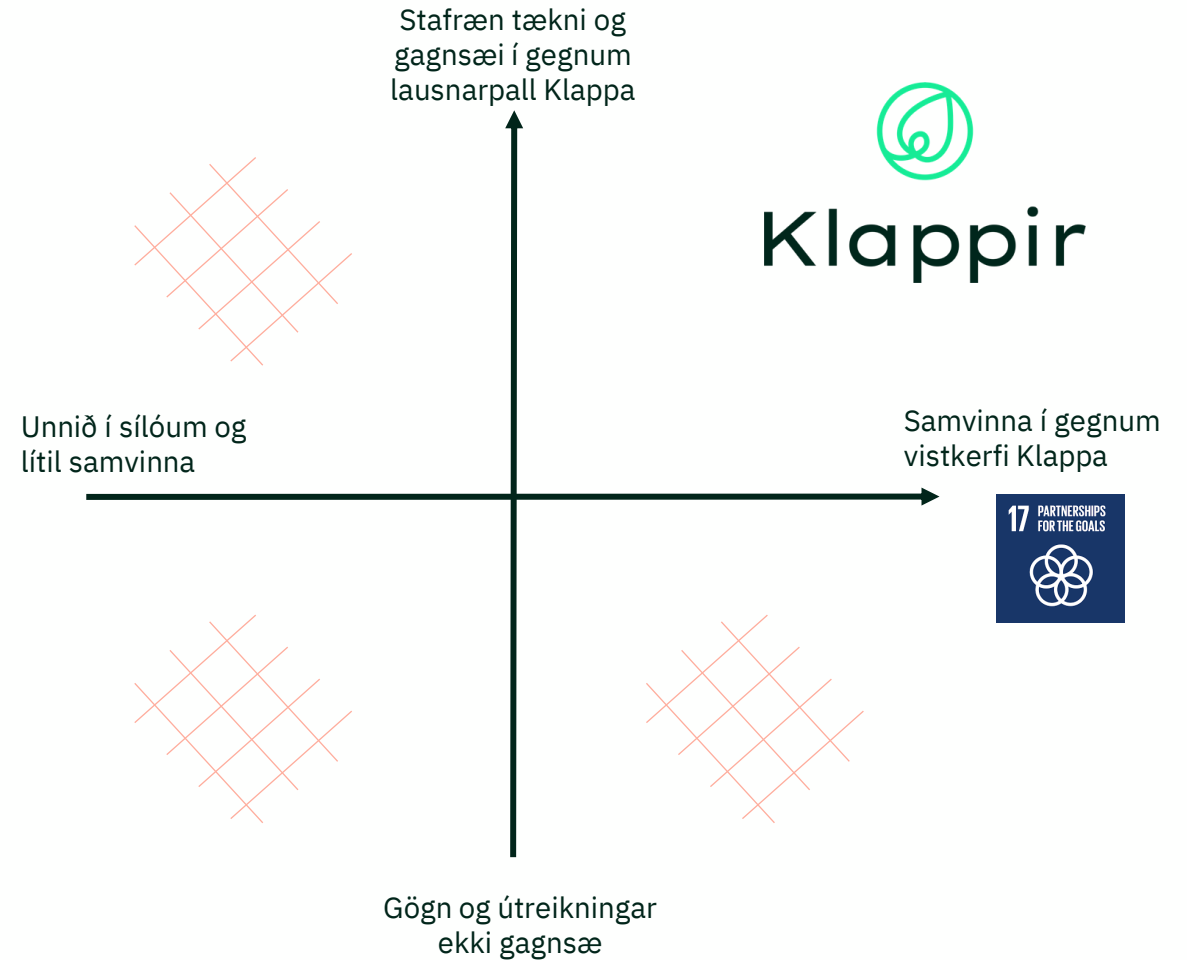 Stafræn tækni og
gagnsæi í gegnum
lausnarpall Klappa
Klappir
Unnið í sílóum og
lítil samvinna
Samvinna í gegnum
vistkerfi Klappa
17 PARTNERSHIPS
FOR THE GOALS
Gögn og útreikningar
ekki gagnsæ